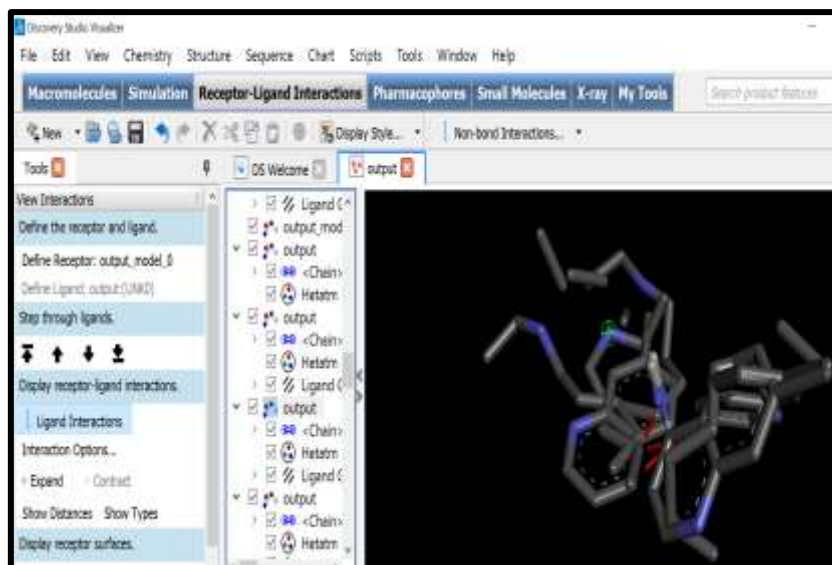 Discovery Studio Visualizer
File Edit View Chemistry Structure Sequence Chart Scripts Tools Window Help
Macromolecules Simulation Receptor-Ligand Interactions Pharmacophores Small Molecules X-ray My Tools
Search product features
New Display Style... Non-bond Interactions...
Tools DS Welcome output
View Interactions
Define the receptor and ligand.
Define Receptor: output_model_0
Define Ligand: output:(UNK0)
Step through ligands.
Display receptor-ligand interactions.
Ligand Interactions
Interaction Options...
+ Expand - Contract
Show Distances Show Types
Display receptor surfaces.
Ligand
output_mod
output
<Chain>
Hetatm
output
<Chain>
Hetatm
Ligand
output
<Chain>
Hetatm
Ligand
output
<Chain>
Hetatm